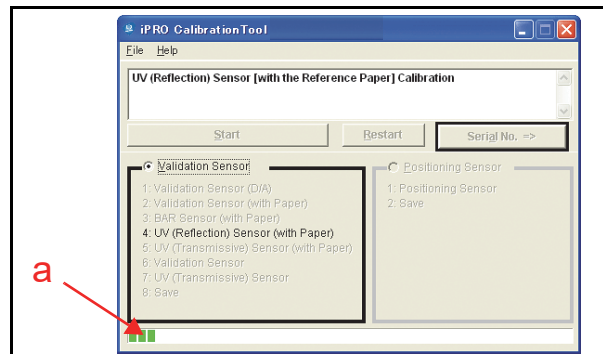 iPRO CalibrationTool
File Help
UV (Reflection) Sensor [with the Reference Paper] Calibration
Start Restart Serial No. =>
Validation Sensor
1: Validation Sensor (D/A)
2: Validation Sensor (with Paper)
3: BAR Sensor (with Paper)
4: UV (Reflection) Sensor (with Paper)
5: UV (Transmissive) Sensor (with Paper)
6: Validation Sensor
7: UV (Transmissive) Sensor
8: Save
Positioning Sensor
1: Positioning Sensor
2: Save
a